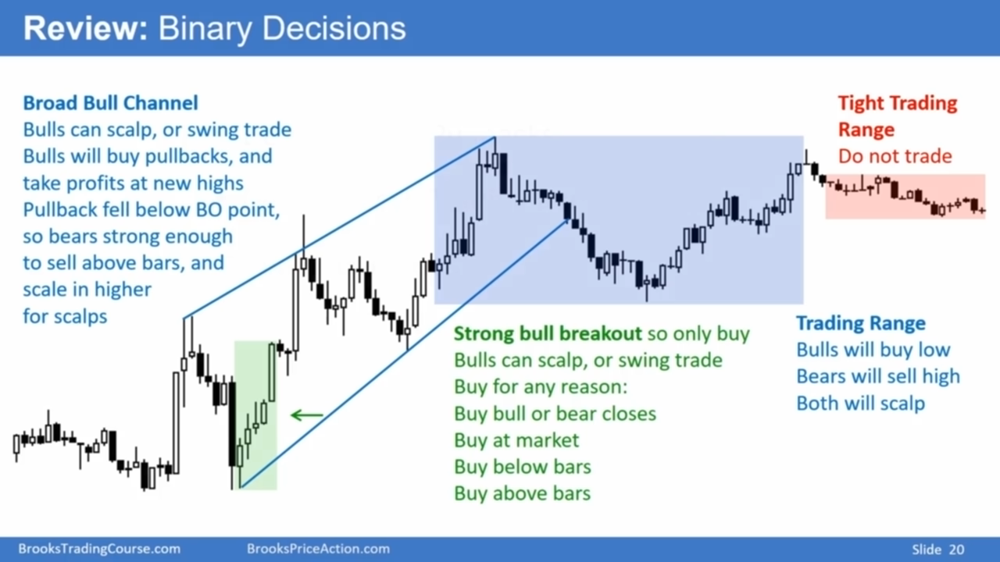 Review: Binary Decisions
Broad Bull Channel
Bulls can scalp, or swing trade
Bulls will buy pullbacks, and
take profits at new highs
Pullback fell below BO point,
so bears strong enough
to sell above bars, and
scale in higher
for scalps
Tight Trading
Range
Do not trade
Strong bull breakout so only buy
Bulls can scalp, or swing trade
Buy for any reason:
Buy bull or bear closes
Buy at market
Buy below bars
Buy above bars
Trading Range
Bulls will buy low
Bears will sell high
Both will scalp
BrooksTradingCourse.com
BrooksPriceAction.com
Slide 20